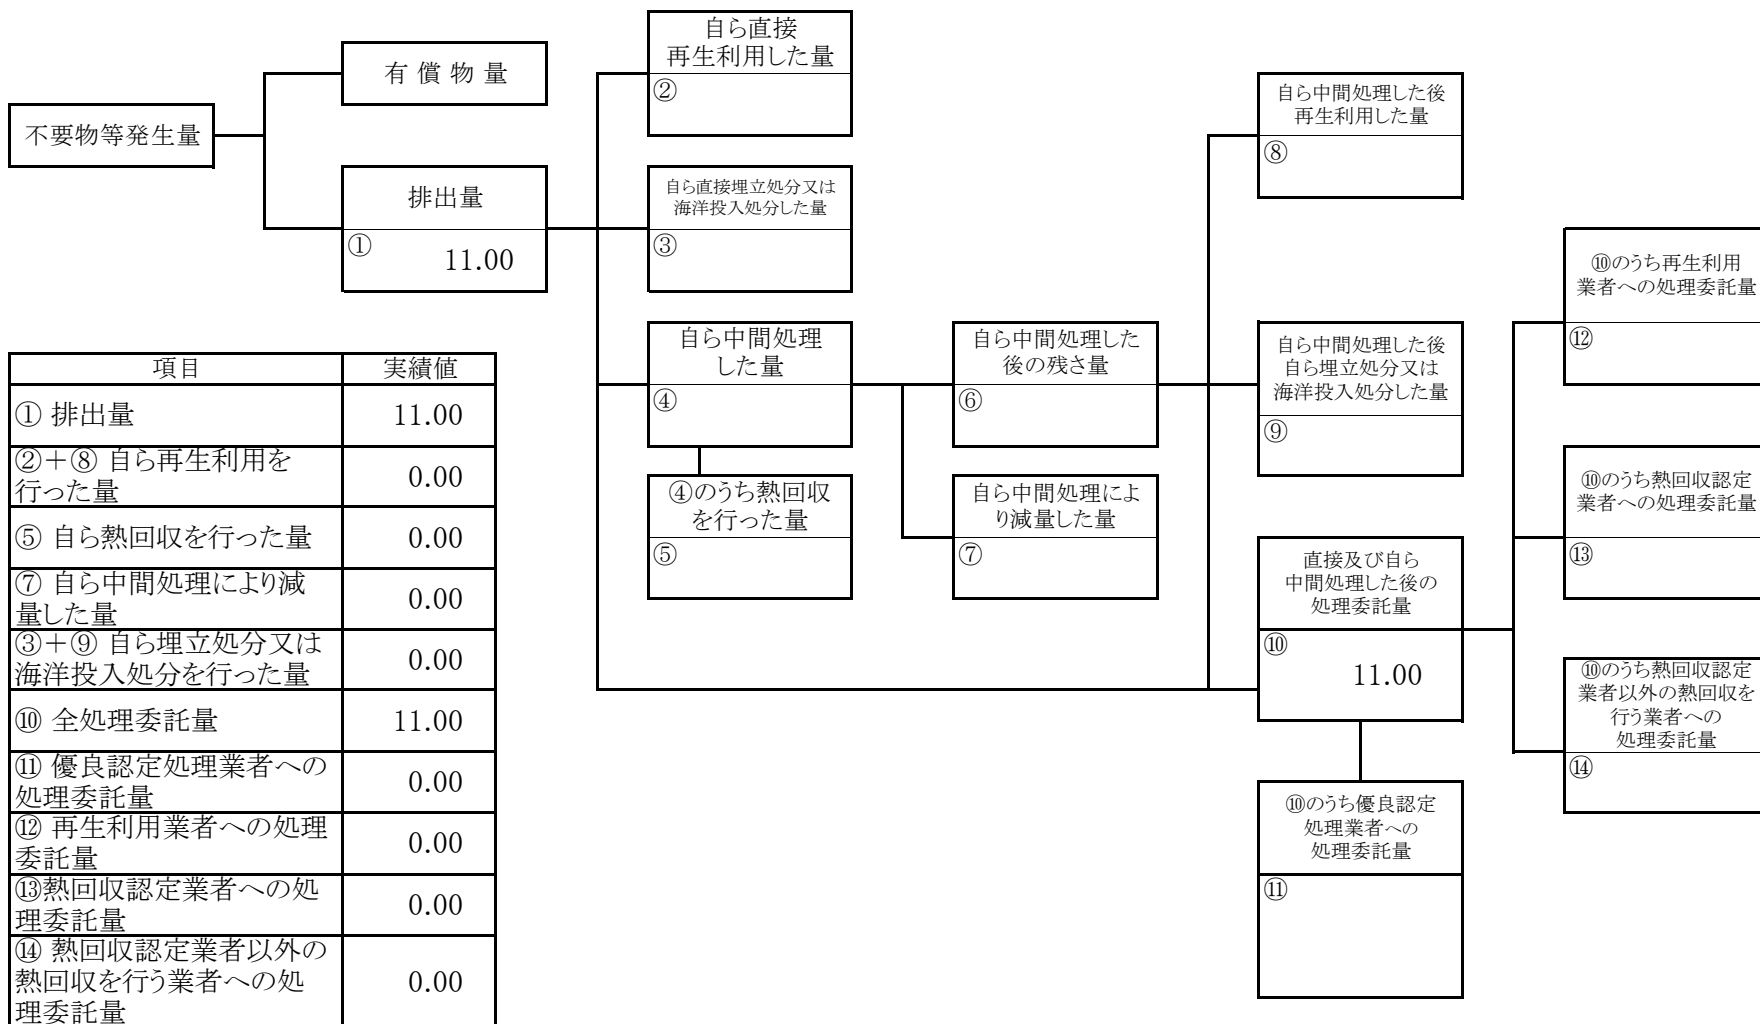 不要物等発生量
有 償 物 量
排出量
①
11.00
自ら直接
再生利用した量
②
自ら直接埋立処分又は
海洋投入処分した量
③
自ら中間処理
した量
④
④のうち熱回収
を行った量
⑤
自ら中間処理した
後の残さ量
⑥
自ら中間処理によ
り減量した量
⑦
自ら中間処理した後
再生利用した量
⑧
自ら中間処理した後
自ら埋立処分又は
海洋投入処分した量
⑨
直接及び自ら
中間処理した後の
処理委託量
⑩
11.00
⑩のうち優良認定
処理業者への
処理委託量
⑪
⑩のうち再生利用
業者への処理委託量
⑫
⑩のうち熱回収認定
業者への処理委託量
⑬
⑩のうち熱回収認定
業者以外の熱回収を
行う業者への
処理委託量
⑭
項目 実績値
① 排出量 11.00
②＋⑧ 自ら再生利用を
行った量 0.00
⑤ 自ら熱回収を行った量 0.00
⑦ 自ら中間処理により減
量した量 0.00
③＋⑨ 自ら埋立処分又は
海洋投入処分を行った量 0.00
⑩ 全処理委託量 11.00
⑪ 優良認定処理業者への
処理委託量 0.00
⑫ 再生利用業者への処理
委託量 0.00
⑬熱回収認定業者への処
理委託量 0.00
⑭ 熱回収認定業者以外の
熱回収を行う業者への処
理委託量 0.00